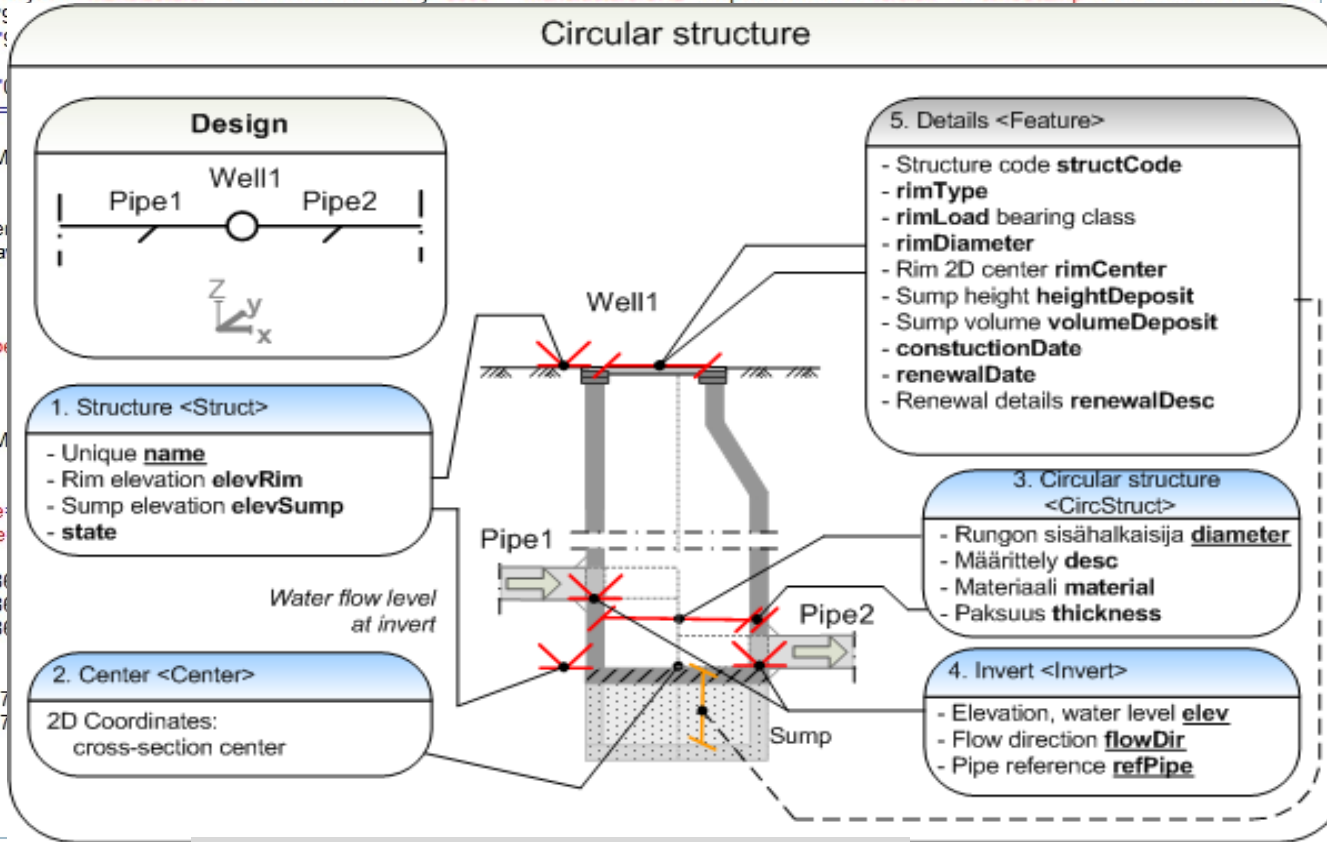 Circular structure
Design
Well1
Pipe1
Pipe2
Z
y
x
1. Structure <Struct>
- Unique name
- Rim elevation elevRim
- Sump elevation elevSump
- state
Water flow level
at invert
2. Center <Center>
2D Coordinates:
cross-section center
Well1
Pipe1
Pipe2
Sump
5. Details <Feature>
- Structure code structCode
- rimType
- rimLoad bearing class
- rimDiameter
- Rim 2D center rimCenter
- Sump height heightDeposit
- Sump volume volumeDeposit
- constuctionDate
- renewalDate
- Renewal details renewalDesc
3. Circular structure
<CircStruct>
- Rungon sisähalkaisija diameter
- Määrittely desc
- Materiaali material
- Paksuus thickness
4. Invert <Invert>
- Elevation, water level elev
- Flow direction flowDir
- Pipe reference refPipe